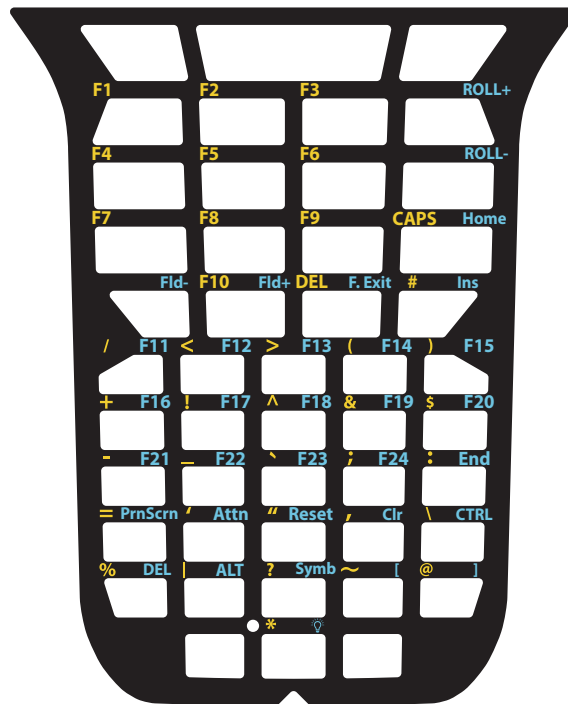 F1 F2 F3 ROLL+
F4 F5 F6 ROLL-
F7 F8 F9 CAPS Home
Fld- F10 Fld+ DEL F. Exit # Ins
/ F11 < F12 > F13 ( F14 ) F15
+ F16 ! F17 ^ F18 & F19 $ F20
- F21 _ F22 ` F23 ; F24 : End
= PrnScrn ‘ Attn “ Reset , Clr \ CTRL
% DEL | ALT ? Symb ~ [ @ ]
*